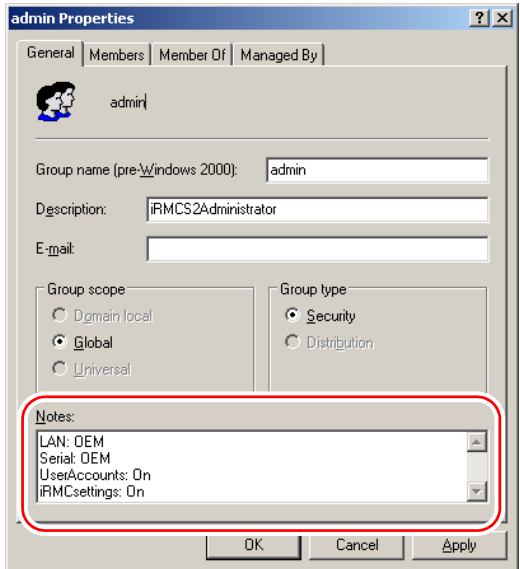 admin Properties
General Members Member Of Managed By
admin
Group name (pre-Windows 2000): admin
Description: iRMCS2Administrator
E-mail:
Group scope Group type
Domain local Security
Global Distribution
Universal
Notes:
LAN: OEM
Serial: OEM
UserAccounts: On
iRMCsettings: On
OK Cancel Apply